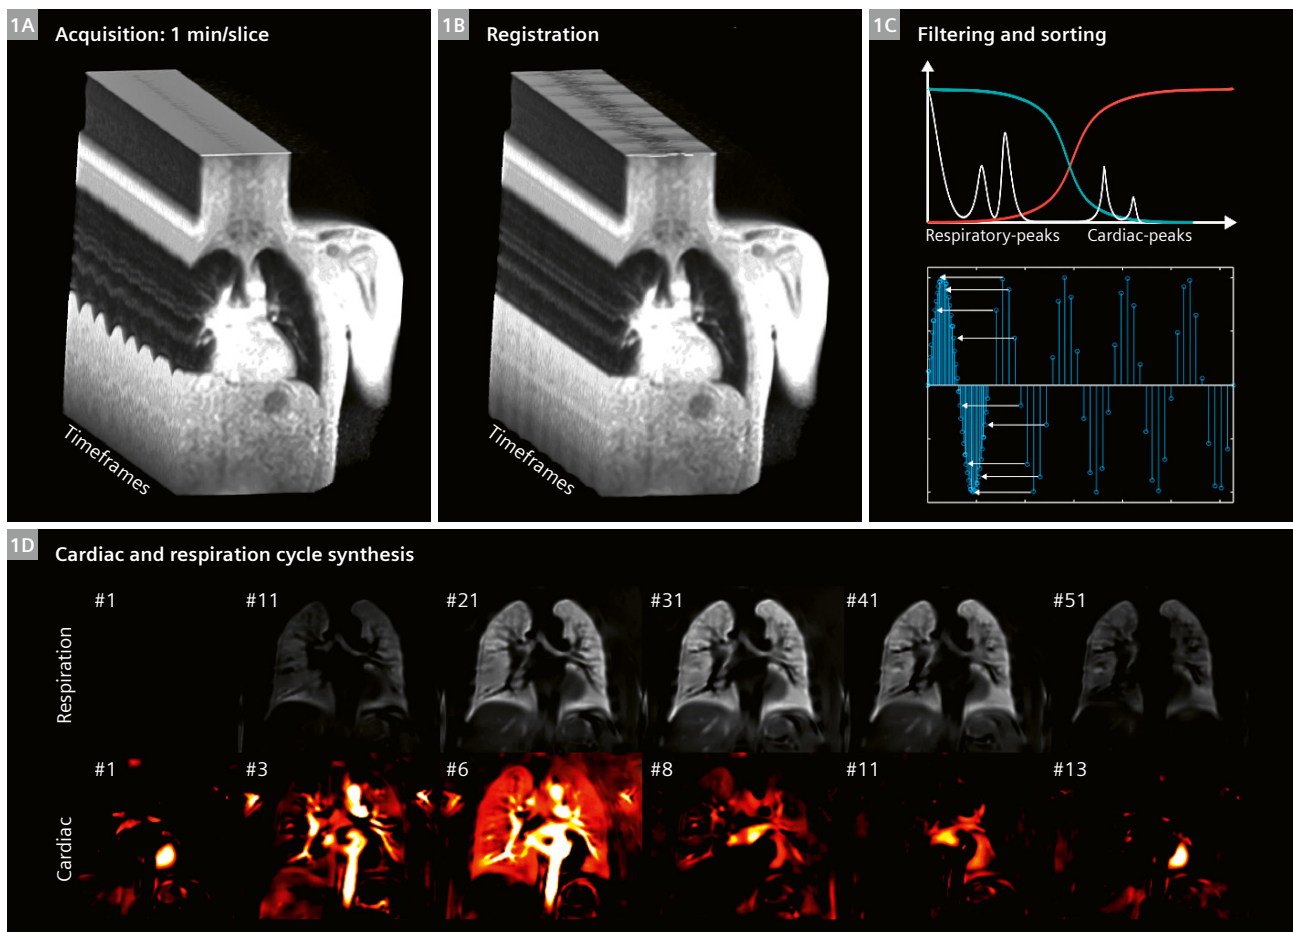 1A Acquisition: 1 min/slice
Timeframes
1B Registration
Timeframes
1C Filtering and sorting
Respiratory-peaks Cardiac-peaks
1D Cardiac and respiration cycle synthesis
Respiration
#1 #11 #21 #31 #41 #51
Cardiac
#1 #3 #6 #8 #11 #13